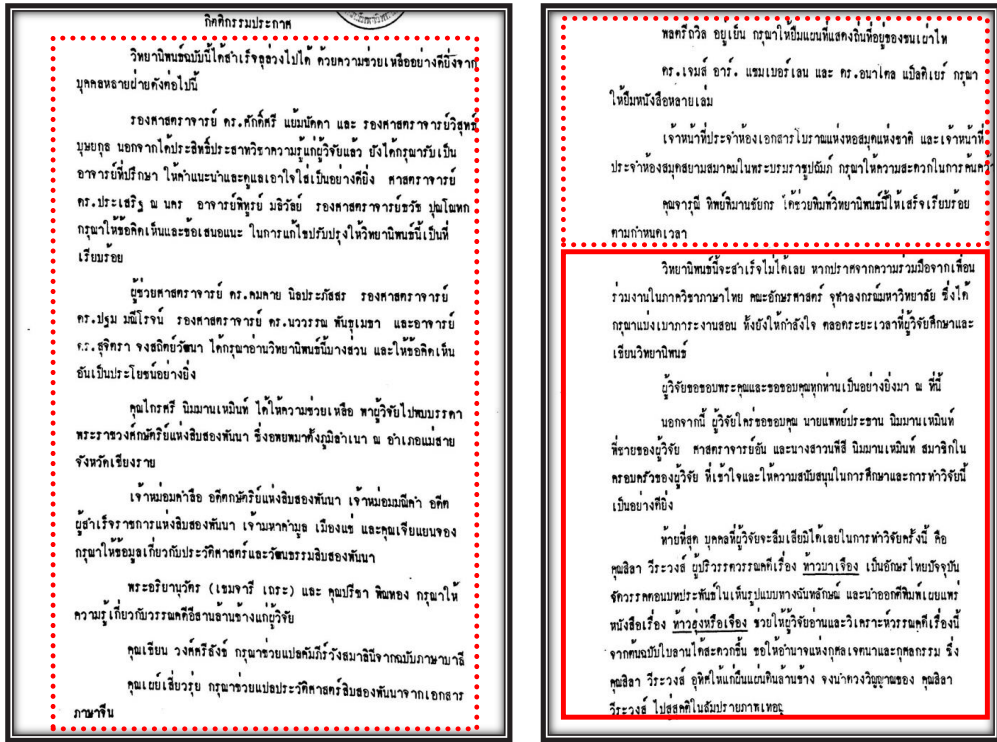 กิตติกรรมประกาศ
วิทยานิพนธ์ฉบับนี้ได้สำเร็จลุล่วงไปได้ ด้วยความช่วยเหลืออย่างดียิ่งจาก
บุคคลหลายฝ่ายดังต่อไปนี้
รองศาสตราจารย์ ดร.ศักดิ์ศรี แย้มนัดดา และ รองศาสตราจารย์วิสุทธิ์
บุษยกุล นอกจากได้ประสิทธิ์ประสาทวิชาความรู้แก่ผู้วิจัยแล้ว ยังได้กรุณารับเป็น
อาจารย์ที่ปรึกษา ให้คำแนะนำและดูแลเอาใจใส่เป็นอย่างดียิ่ง ศาสตราจารย์
ดร.ประเสริฐ ณ นคร อาจารย์พิทูรย์ มธิวัลย์ รองศาสตราจารย์ธวัช ปุณโณทก
กรุณาให้ข้อคิดเห็นและข้อเสนอแนะ ในการแก้ไขปรับปรุงให้วิทยานิพนธ์นี้เป็นที่
เรียบร้อย
ผู้ช่วยศาสตราจารย์ ดร.คมคาย นิลประภัสสร รองศาสตราจารย์
ดร.ปฐม มณีโรจน์ รองศาสตราจารย์ ดร.นววรรณ พันธุเมธา และอาจารย์
ดร.สุจิตรา จงสถิตย์วัฒนา ได้กรุณาอ่านวิทยานิพนธ์นี้บางส่วน และให้ข้อคิดเห็น
อันเป็นประโยชน์อย่างยิ่ง
คุณไกรศรี นิมมานเหมินท์ ได้ให้ความช่วยเหลือ พาผู้วิจัยไปพบบรรดา
พระราชวงศ์กษัตริย์แห่งสิบสองพันนา ซึ่งอพยพมาตั้งภูมิลำเนา ณ อำเภอแม่สาย
จังหวัดเชียงราย
เจ้าหม่อมคำลือ อดีตกษัตริย์แห่งสิบสองพันนา เจ้าหม่อมมณีคำ อดีต
ผู้สำเร็จราชการแห่งสิบสองพันนา เจ้ามหาคำมูล เมืองแช่ และคุณเจียแยนจอง
กรุณาให้ข้อมูลเกี่ยวกับประวัติศาสตร์และวัฒนธรรมสิบสองพันนา
พระอริยานุวัตร (เขมจารี เถระ) และ คุณปรีชา พิณทอง กรุณาให้
ความรู้เกี่ยวกับวรรณคดีอีสานล้านช้างแก่ผู้วิจัย
คุณเขียน วงศ์ศรีสังข์ กรุณาช่วยแปลคัมภีร์วังสมาลินีจากฉบับภาษาบาลี
คุณเยย์เสี่ยวรุ่ย กรุณาช่วยแปลประวัติศาสตร์สิบสองพันนาจากเอกสาร
ภาษาจีน
พลตรีถวิล อยู่เย็น กรุณาให้ยืมแผนที่แสดงถิ่นที่อยู่ของชนเผ่าไท
ดร.เจมส์ อาร์. แชมเบอร์เลน และ ดร.อนาโตล แป็ลติเยร์ กรุณา
ให้ยืมหนังสือหลายเล่ม
เจ้าหน้าที่ประจำห้องเอกสารโบราณแห่งหอสมุดแห่งชาติ และเจ้าหน้าที่
ประจำห้องสมุดสยามสมาคมในพระบรมราชูปถัมภ์ กรุณาให้ความสะดวกในการค้นคว้า
คุณจารุณี ทิพย์พิมานชัยกร ได้ช่วยพิมพ์วิทยานิพนธ์นี้ให้เสร็จเรียบร้อย
ตามกำหนดเวลา
วิทยานิพนธ์นี้จะสำเร็จไม่ได้เลย หากปราศจากความร่วมมือจากเพื่อน
ร่วมงานในภาควิชาภาษาไทย คณะอักษรศาสตร์ จุฬาลงกรณ์มหาวิทยาลัย ซึ่งได้
กรุณาแบ่งเบาภาระงานสอน ทั้งยังให้กำลังใจ ตลอดระยะเวลาที่ผู้วิจัยศึกษาและ
เขียนวิทยานิพนธ์
ผู้วิจัยขอขอบพระคุณและขอขอบคุณทุกท่านเป็นอย่างยิ่งมา ณ ที่นี้
นอกจากนี้ ผู้วิจัยใคร่ขอขอบคุณ นายแพทย์ประธาน นิมมานเหมินท์
พี่ชายของผู้วิจัย ศาสตราจารย์อัน และนางสาวนพีสี นิมมานเหมินท์ สมาชิกใน
ครอบครัวของผู้วิจัย ที่เข้าใจและให้ความสนับสนุนในการศึกษาและการทำวิจัยนี้
เป็นอย่างดียิ่ง
ท้ายที่สุด บุคคลที่ผู้วิจัยจะลืมเสียมิได้เลยในการทำวิจัยครั้งนี้ คือ
คุณสิลา วีระวงส์ ผู้ปริวรรตวรรณคดีเรื่อง ท้าวบาเจือง เป็นอักษรไทยปัจจุบัน
จัดวรรคตอนบทประพันธ์ในเห็นรูปแบบทางฉันทลักษณ์ และนำออกตีพิมพ์เผยแพร่
หนังสือเรื่อง ท้าวฮุ่งหรือเจือง ช่วยให้ผู้วิจัยอ่านและวิเคราะห์วรรณคดีเรื่องนี้
จากต้นฉบับใบลานได้สะดวกขึ้น ขอให้อำนาจแห่งกุศลเจตนาและกุศลกรรม ซึ่ง
คุณสิลา วีระวงส์ อุทิศให้แก่ผืนแผ่นดินล้านช้าง จงนำดวงวิญญาณของ คุณสิลา
วีระวงส์ ไปสู่สุคติในสัมปรายภาพเทอญ